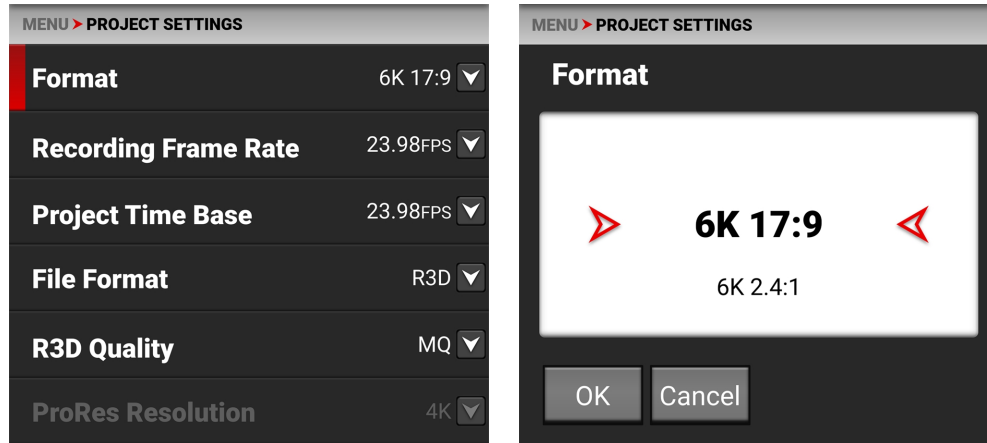 MENU > PROJECT SETTINGS
Format 6K 17:9
Recording Frame Rate 23.98FPS
Project Time Base 23.98FPS
File Format R3D
R3D Quality MQ
ProRes Resolution 4K
MENU > PROJECT SETTINGS
Format
6K 17:9
6K 2.4:1
OK Cancel